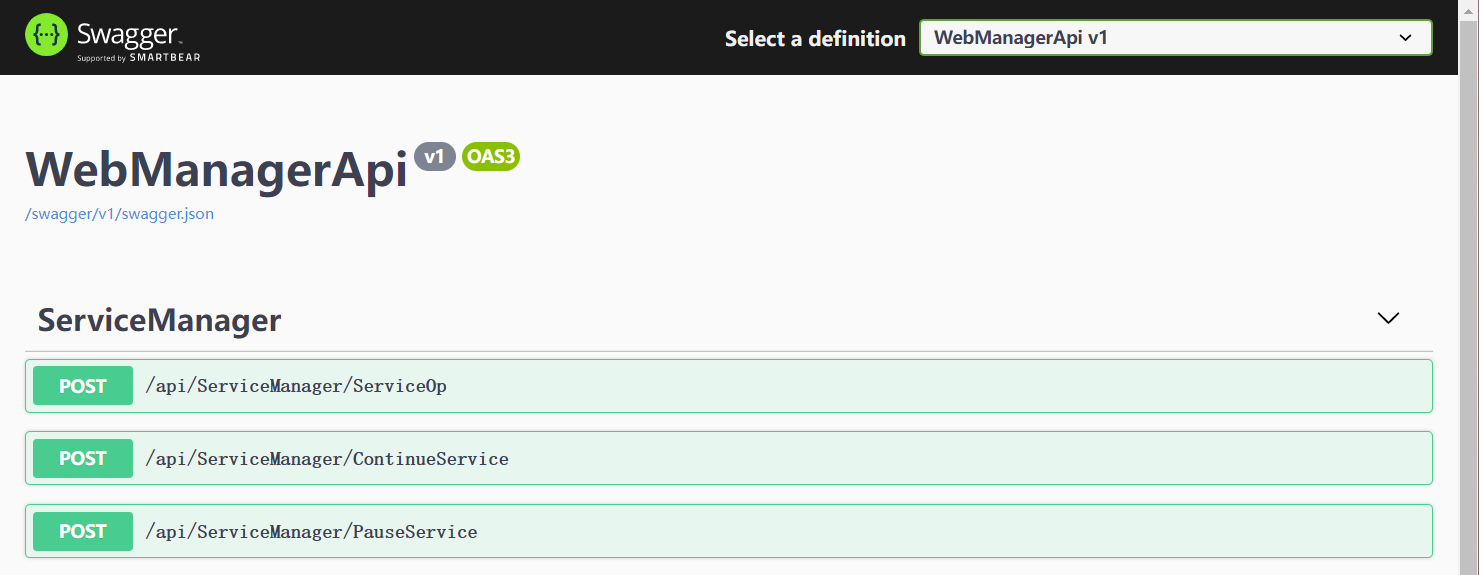 {··} Swagger™
Supported by SMARTBEAR
Select a definition
WebManagerApi v1
WebManagerApi v1 OAS3
/swagger/v1/swagger.json
ServiceManager
POST /api/ServiceManager/ServiceOp
POST /api/ServiceManager/ContinueService
POST /api/ServiceManager/PauseService